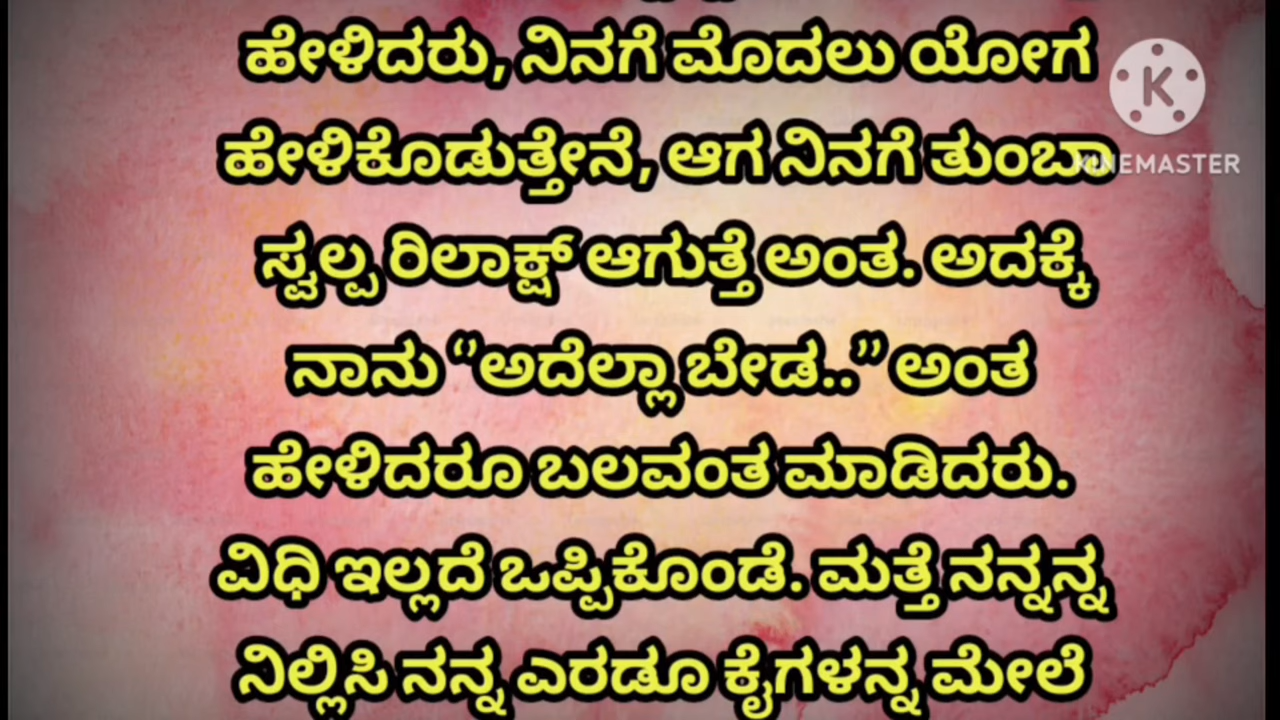 ಹೇಳಿದರು, ನಿನಗೆ ಮೊದಲು ಯೋಗ
ಹೇಳಿಕೊಡುತ್ತೇನೆ, ಆಗ ನಿನಗೆ ತುಂಬಾ
KINEMASTER
ಸ್ವಲ್ಪ ರಿಲಾಕ್ಷ್ ಆಗುತ್ತೆ ಅಂತ. ಅದಕ್ಕೆ
ನಾನು “ಅದೆಲ್ಲಾ ಬೇಡ..” ಅಂತ
ಹೇಳಿದರೂ ಬಲವಂತ ಮಾಡಿದರು.
ವಿಧಿ ಇಲ್ಲದೆ ಒಪ್ಪಿಕೊಂಡೆ. ಮತ್ತೆ ನನ್ನನ್ನ
ನಿಲ್ಲಿಸಿ ನನ್ನ ಎರಡೂ ಕೈಗಳನ್ನ ಮೇಲೆ